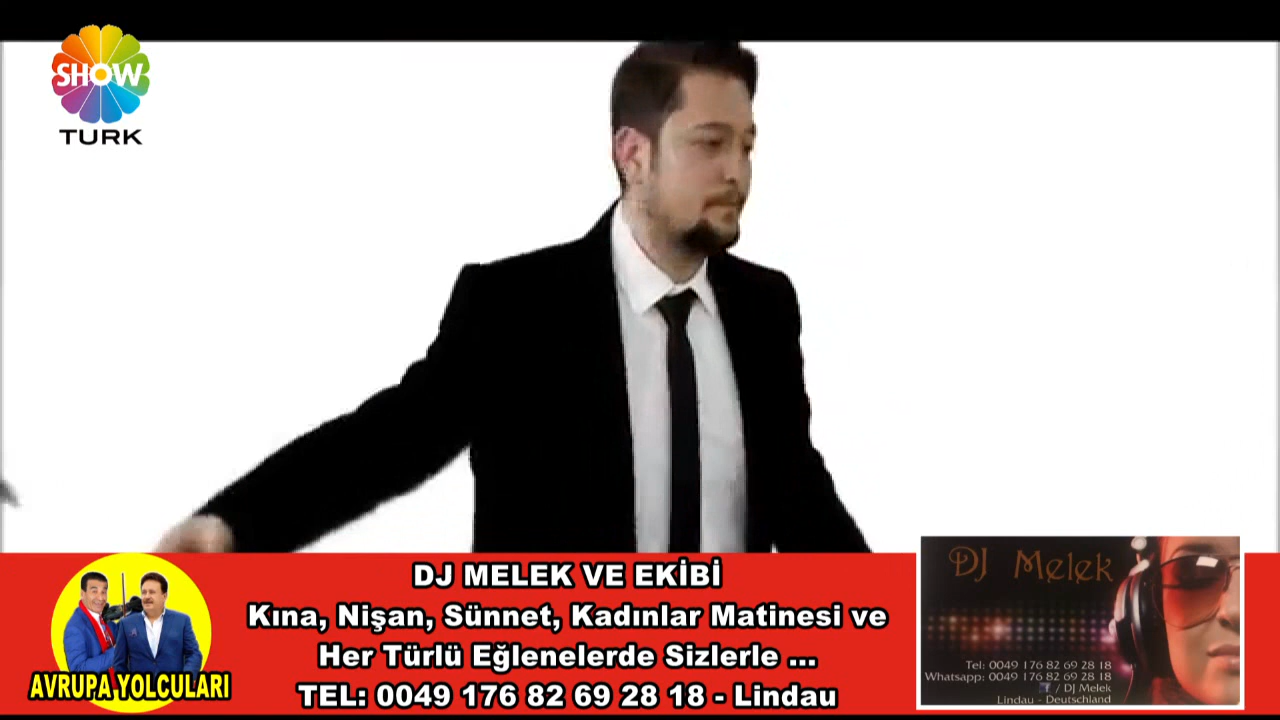 SHOW
TURK
DJ MELEK VE EKİBİ
Kına, Nişan, Sünnet, Kadınlar Matinesi ve
Her Türlü Eğlenelerde Sizlerle ...
TEL: 0049 176 82 69 28 18 - Lindau
AVRUPA YOLCULARI
DJ Melek
Tel: 0049 176 82 69 28 18
Whatsapp: 0049 176 82 69 28 18
f / DJ Melek
Lindau - Deutschland